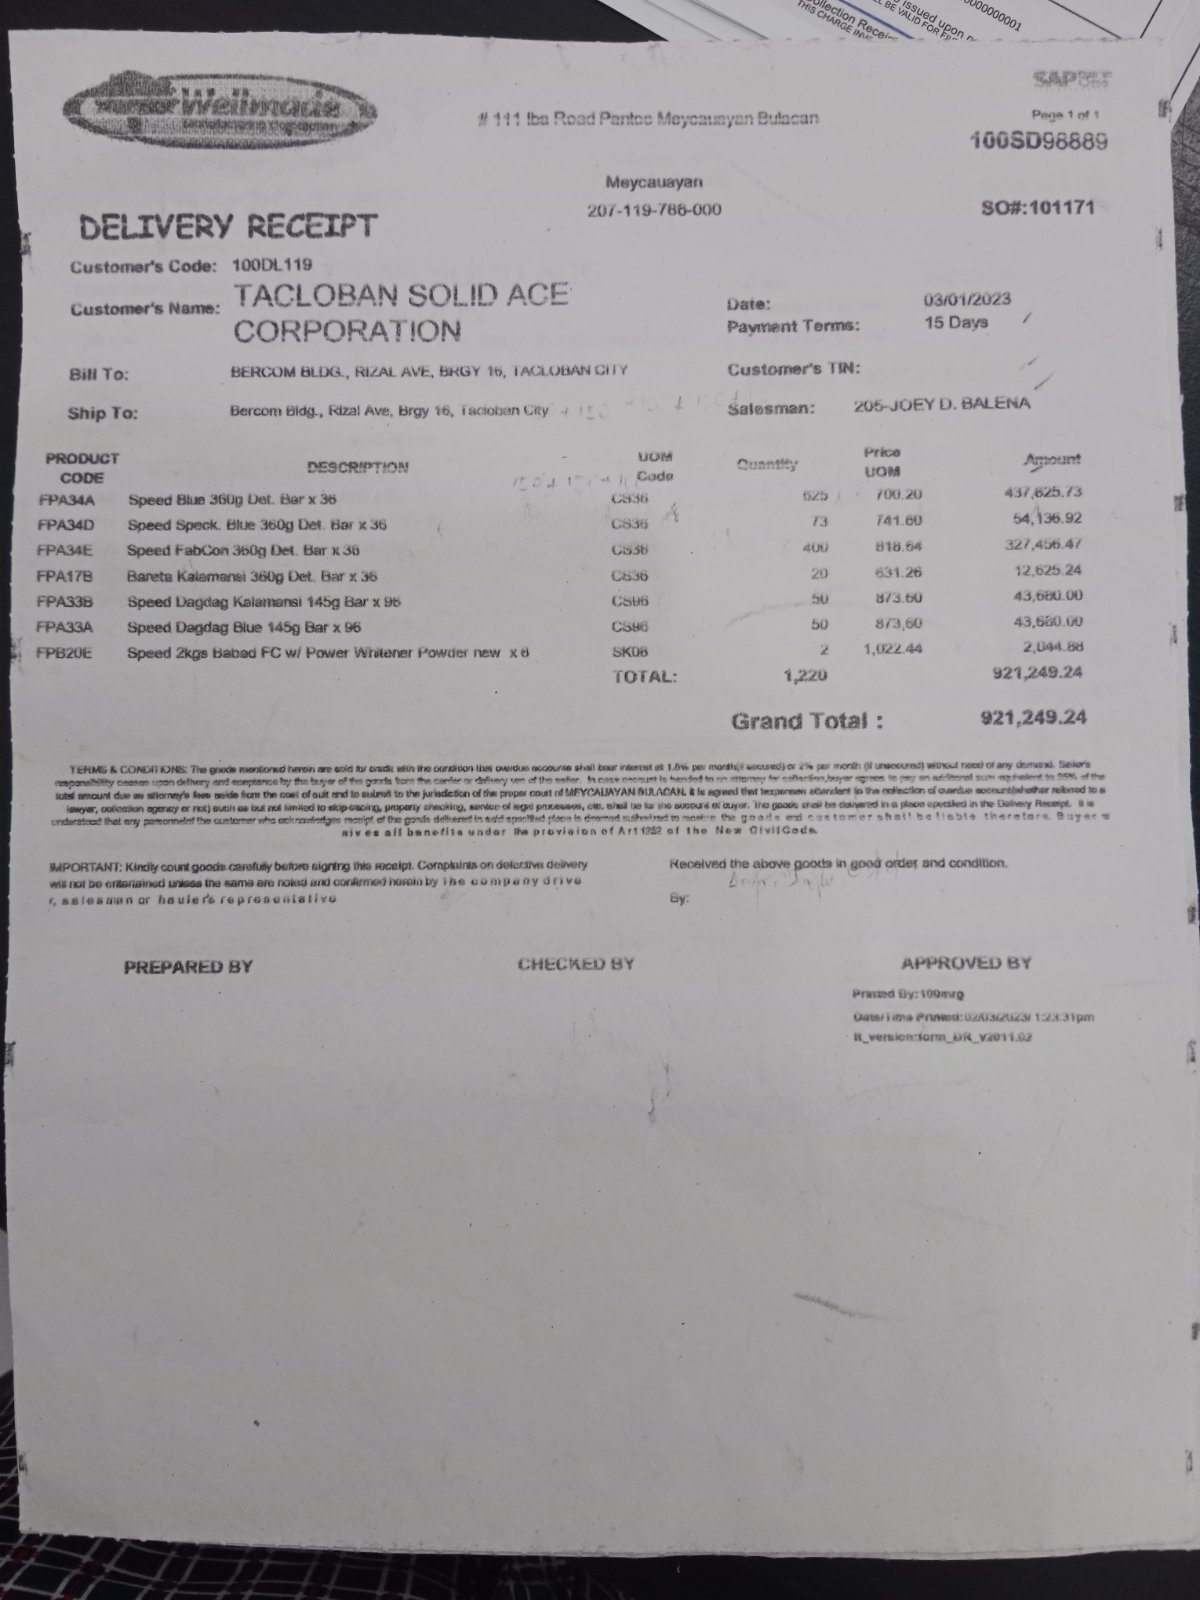 issued upon
0000000001
Collection Recei
LL BE VALID FOR
THIS CHARGE INV
Wellmade
Manufacturing Corporation
SAP
One
# 111 Iba Road Pantoc Meycauayan Bulacan
Page 1 of 1
100SD98889
Meycauayan
207-119-786-000
SO#:101171
DELIVERY RECEIPT
Customer's Code: 100DL119
Customer's Name: TACLOBAN SOLID ACE
CORPORATION
Date: 03/01/2023
Payment Terms: 15 Days
Bill To: BERCOM BLDG., RIZAL AVE, BRGY 16, TACLOBAN CITY
Customer's TIN:
Ship To: Bercom Bldg., Rizal Ave, Brgy 16, Tacloban City
Salesman: 205-JOEY D. BALENA
PRODUCT CODE DESCRIPTION UOM Code Quantity Price UOM Amount
FPA34A Speed Blue 360g Det. Bar x 36 CS36 625 700.20 437,625.73
FPA34D Speed Speck. Blue 360g Det. Bar x 36 CS36 73 741.60 54,136.92
FPA34E Speed FabCon 360g Det. Bar x 36 CS36 400 818.64 327,456.47
FPA17B Bareta Kalamansi 360g Det. Bar x 36 CS36 20 631.26 12,625.24
FPA33B Speed Dagdag Kalamansi 145g Bar x 96 CS96 50 873.60 43,680.00
FPA33A Speed Dagdag Blue 145g Bar x 96 CS96 50 873.60 43,680.00
FPB20E Speed 2kgs Babad FC w/ Power Whitener Powder new x 6 SK06 2 1,022.44 2,044.88
TOTAL: 1,220 921,249.24
Grand Total : 921,249.24
TERMS & CONDITIONS: The goods mentioned herein are sold for credit with the condition that overdue accounts shall bear interest at 1.5% per month(if secured) or 2% per month (if unsecured) without need of any demand. Seller's
responsibility ceases upon delivery and acceptance by the buyer of the goods from the carrier or delivery van of the seller. In case account is handed to an attorney for collection,buyer agrees to pay an additional sum equivalent to 25% of the
total amount due as attorney's fees aside from the cost of suit and to submit to the jurisdiction of the proper court of MEYCAUAYAN BULACAN. It is agreed that lexpenses attendant to the collection of overdue account(whether referred to a
lawyer, collection agency or not) such as but not limited to skip-tracing, property checking, service of legal processes, etc. shall be for the account of buyer. The goods shall be delivered in a place specified in the Delivery Receipt. It is
understood that any personnel of the customer who acknowledges receipt of the goods delivered in said specified place is deemed authorized to receive the goods and customer shall be liable therefore. Buyer w
aives all benefits under the provision of Art1252 of the New CivilCode.
IMPORTANT: Kindly count goods carefully before signing this receipt. Complaints on defective delivery
will not be entertained unless the same are noted and confirmed herein by the company drive
r, salesman or hauler's representative
Received the above goods in good order and condition.
By:
PREPARED BY CHECKED BY APPROVED BY
Printed By:100mrg
Date/Time Printed:02/03/2023/ 1:23:31pm
lt_version:form_DR_v2011.02